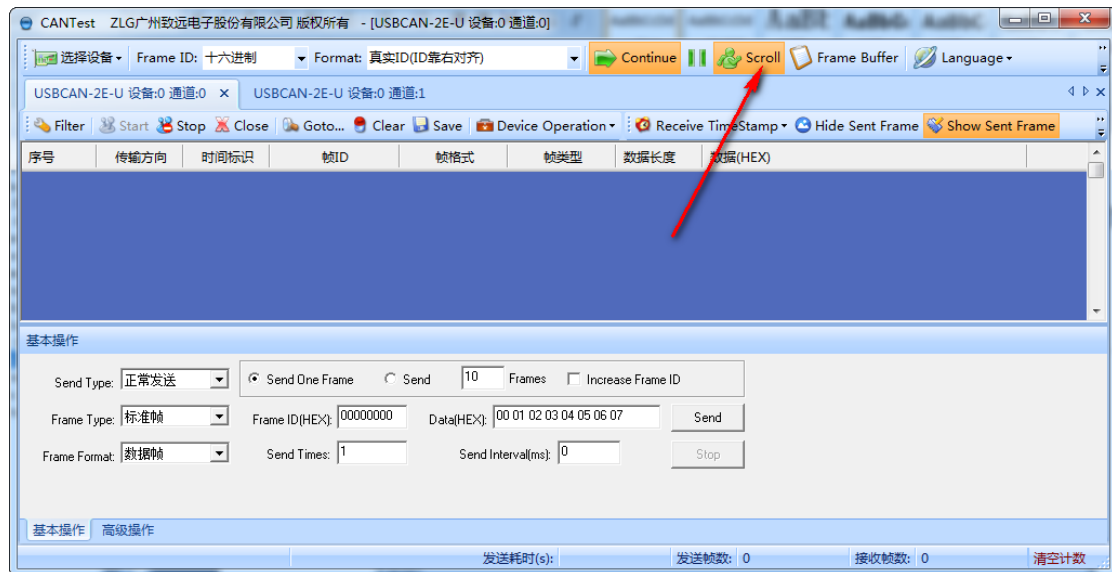 CANTest ZLG广州致远电子股份有限公司 版权所有 - [USBCAN-2E-U 设备:0 通道:0]
选择设备 Frame ID: 十六进制 Format: 真实ID(ID靠右对齐) Continue Scroll Frame Buffer Language
USBCAN-2E-U 设备:0 通道:0 × USBCAN-2E-U 设备:0 通道:1
Filter Start Stop Close Goto... Clear Save Device Operation Receive TimeStamp Hide Sent Frame Show Sent Frame
序号 传输方向 时间标识 帧ID 帧格式 帧类型 数据长度 数据(HEX)
基本操作
Send Type: 正常发送 Send One Frame Send 10 Frames Increase Frame ID
Frame Type: 标准帧 Frame ID(HEX): 00000000 Data(HEX): 00 01 02 03 04 05 06 07 Send
Frame Format: 数据帧 Send Times: 1 Send Interval(ms): 0 Stop
基本操作 高级操作
发送耗时(s): 发送帧数: 0 接收帧数: 0 清空计数